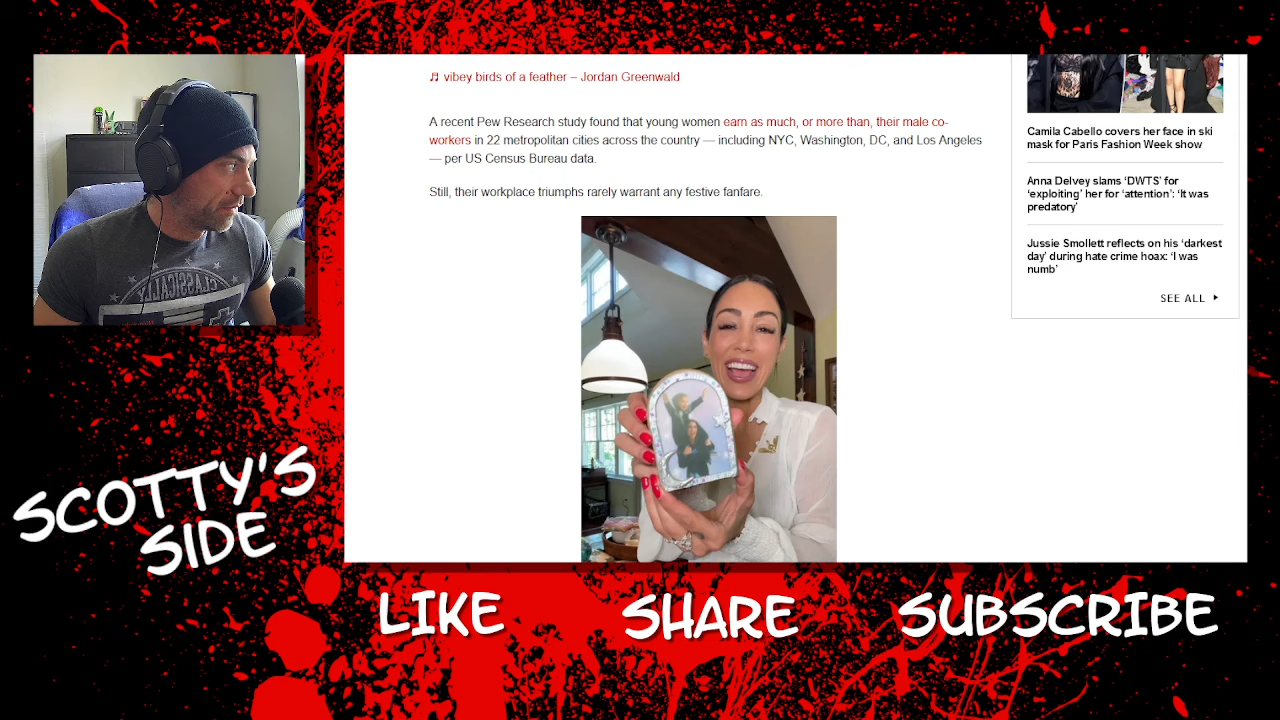 ♬ vibey birds of a feather – Jordan Greenwald
A recent Pew Research study found that young women earn as much, or more than, their male co-
workers in 22 metropolitan cities across the country — including NYC, Washington, DC, and Los Angeles
— per US Census Bureau data.
Still, their workplace triumphs rarely warrant any festive fanfare.
Camila Cabello covers her face in ski
mask for Paris Fashion Week show
Anna Delvey slams ‘DWTS’ for
‘exploiting’ her for ‘attention’: ‘It was
predatory’
Jussie Smollett reflects on his ‘darkest
day’ during hate crime hoax: ‘I was
numb’
SEE ALL
CLASSICALLY
SCOTTY'S
SIDE
LIKE SHARE SUBSCRIBE